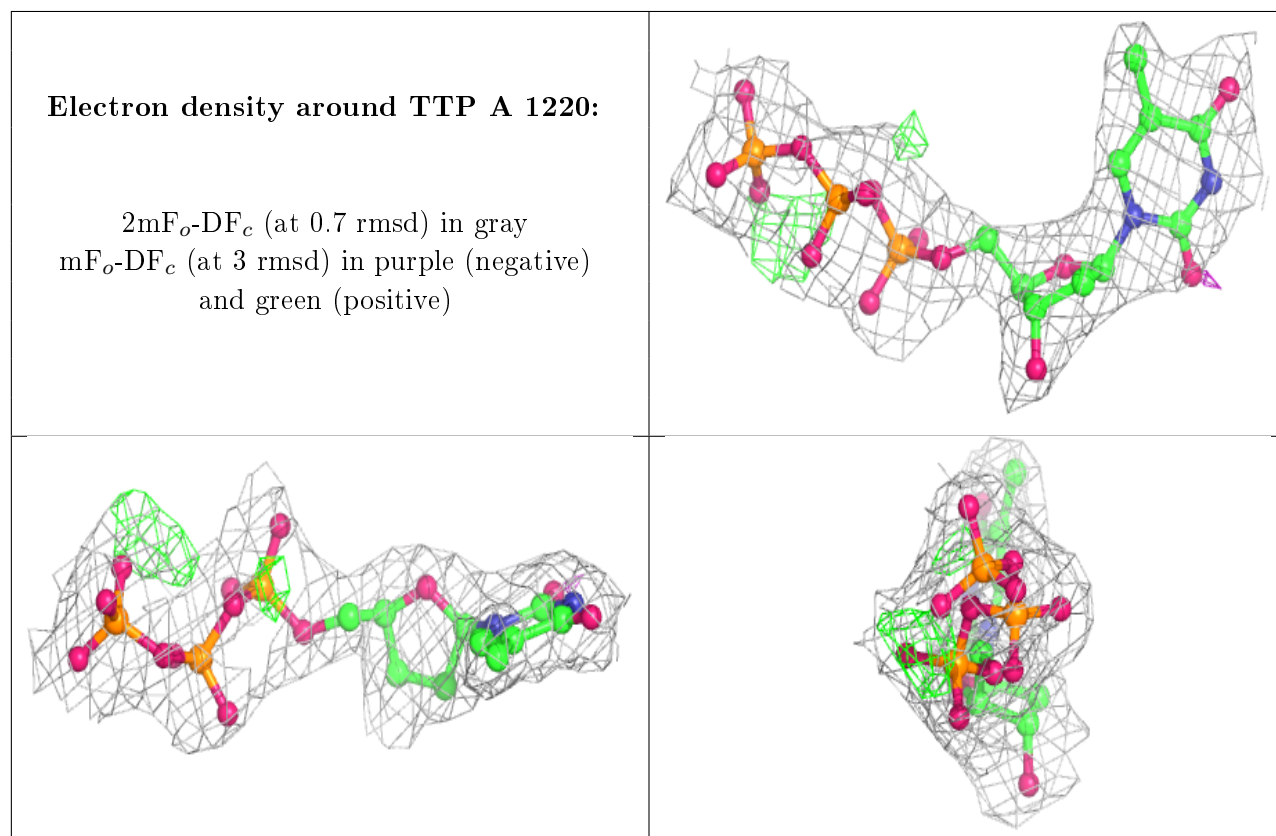 Electron density around TTP A 1220:
2mFₒ-DF𝑐 (at 0.7 rmsd) in gray
mFₒ-DF𝑐 (at 3 rmsd) in purple (negative)
and green (positive)